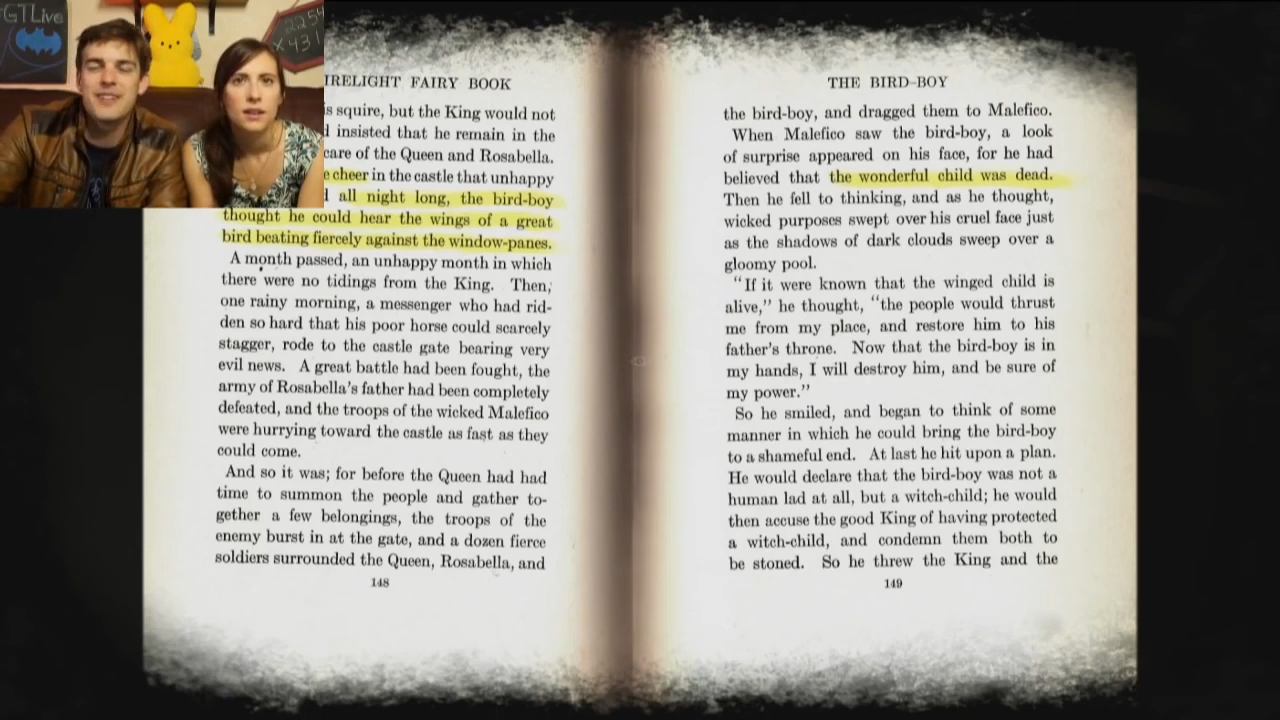 GTLive
2254
× 431
IRELIGHT FAIRY BOOK
is squire, but the King would not
d insisted that he remain in the
care of the Queen and Rosabella.
e cheer in the castle that unhappy
d all night long, the bird-boy
thought he could hear the wings of a great
bird beating fiercely against the window-panes.
A month passed, an unhappy month in which
there were no tidings from the King. Then,
one rainy morning, a messenger who had rid-
den so hard that his poor horse could scarcely
stagger, rode to the castle gate bearing very
evil news. A great battle had been fought, the
army of Rosabella's father had been completely
defeated, and the troops of the wicked Malefico
were hurrying toward the castle as fast as they
could come.
And so it was; for before the Queen had had
time to summon the people and gather to-
gether a few belongings, the troops of the
enemy burst in at the gate, and a dozen fierce
soldiers surrounded the Queen, Rosabella, and
148
THE BIRD-BOY
the bird-boy, and dragged them to Malefico.
When Malefico saw the bird-boy, a look
of surprise appeared on his face, for he had
believed that the wonderful child was dead.
Then he fell to thinking, and as he thought,
wicked purposes swept over his cruel face just
as the shadows of dark clouds sweep over a
gloomy pool.
"If it were known that the winged child is
alive," he thought, "the people would thrust
me from my place, and restore him to his
father's throne. Now that the bird-boy is in
my hands, I will destroy him, and be sure of
my power."
So he smiled, and began to think of some
manner in which he could bring the bird-boy
to a shameful end. At last he hit upon a plan.
He would declare that the bird-boy was not a
human lad at all, but a witch-child; he would
then accuse the good King of having protected
a witch-child, and condemn them both to
be stoned. So he threw the King and the
149